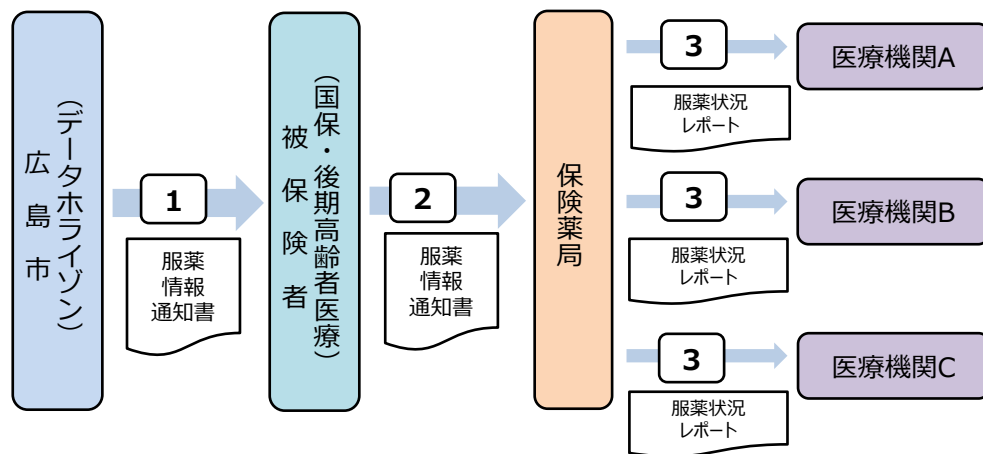 広島市
(データホライゾン)
1
服薬
情報
通知書
被保険者
(国保・後期高齢者医療)
2
服薬
情報
通知書
保険薬局
3
服薬状況
レポート
医療機関A
3
服薬状況
レポート
医療機関B
3
服薬状況
レポート
医療機関C